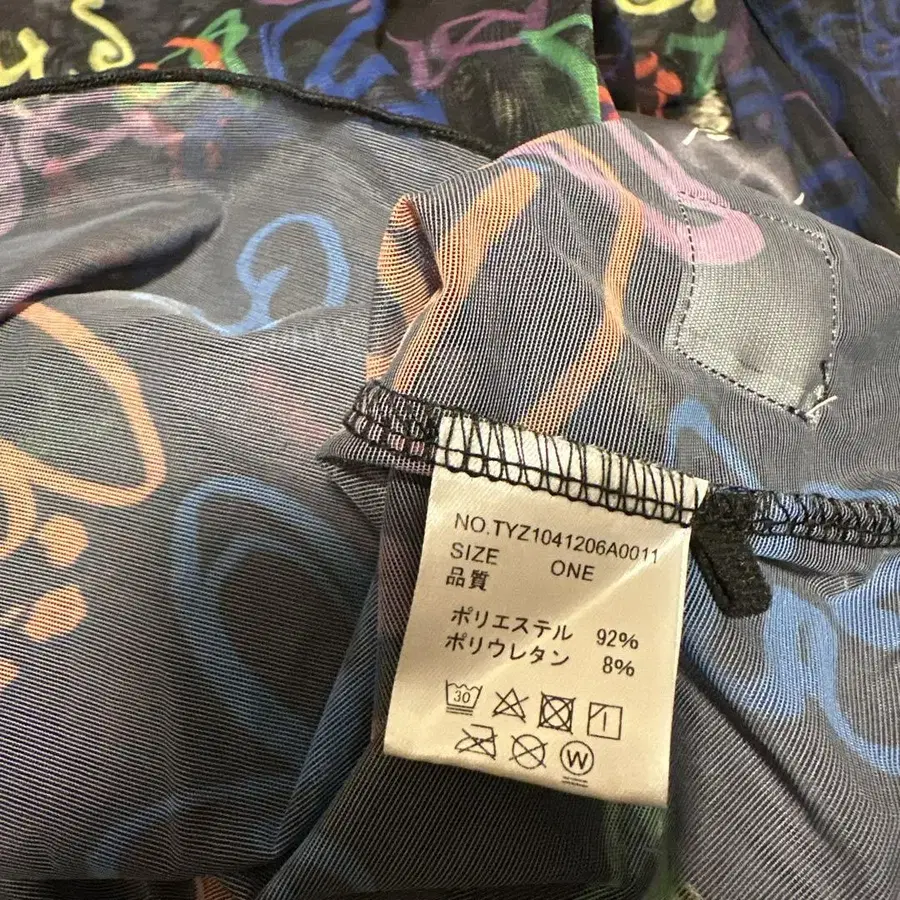 NO.TYZ1041206A0011
SIZE ONE
品質
ポリエステル 92%
ポリウレタン 8%
30
W